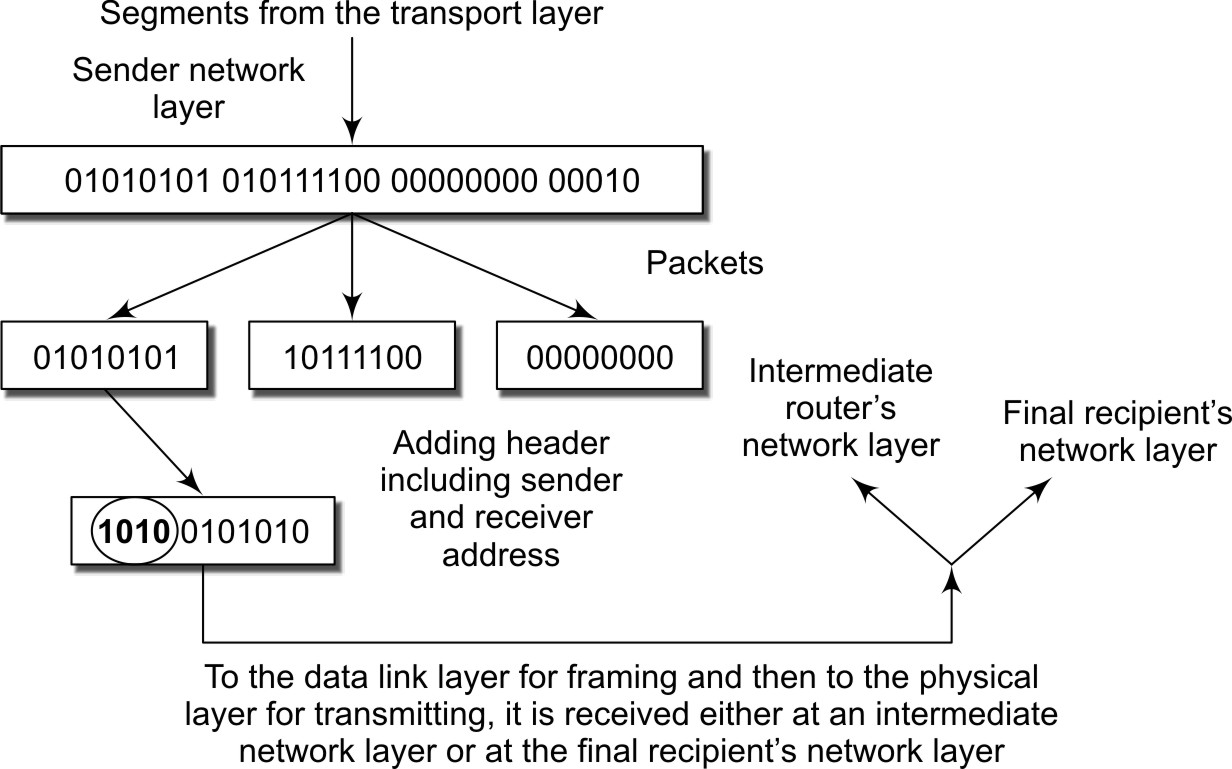 Segments from the transport layer
Sender network
layer
01010101 010111100 00000000 00010
Packets
01010101
10111100
00000000
Intermediate
router's
network layer
Final recipient's
network layer
Adding header
including sender
and receiver
address
1010 0101010
To the data link layer for framing and then to the physical
layer for transmitting, it is received either at an intermediate
network layer or at the final recipient's network layer